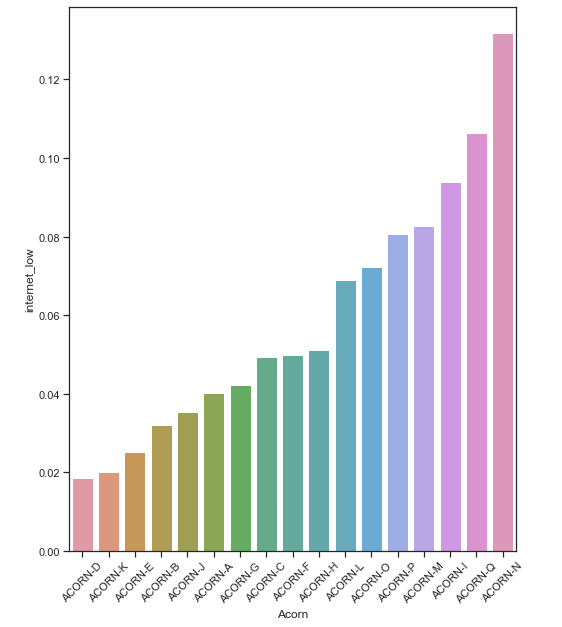 0.12
0.10
0.08
0.06
0.04
0.02
0.00
internet_low
ACORN-D
ACORN-K
ACORN-E
ACORN-B
ACORN-J
ACORN-A
ACORN-G
ACORN-C
ACORN-F
ACORN-H
ACORN-L
ACORN-O
ACORN-P
ACORN-M
ACORN-I
ACORN-Q
ACORN-N
Acorn